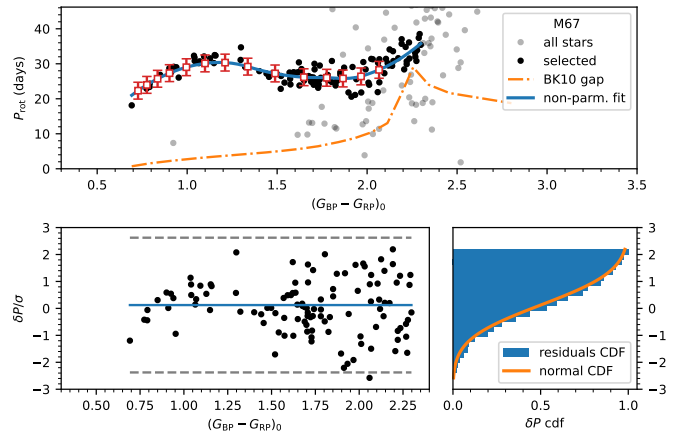 M67
all stars
selected
BK10 gap
non-parm. fit
P_rot (days)
40
30
20
10
0
0.5 1.0 1.5 2.0 2.5 3.0 3.5
(G_BP − G_RP)_0
3
2
1
0
−1
−2
−3
δP/σ
0.50 0.75 1.00 1.25 1.50 1.75 2.00 2.25
(G_BP − G_RP)_0
residuals CDF
normal CDF
3
2
1
0
−1
−2
−3
0.0 0.5 1.0
δP cdf